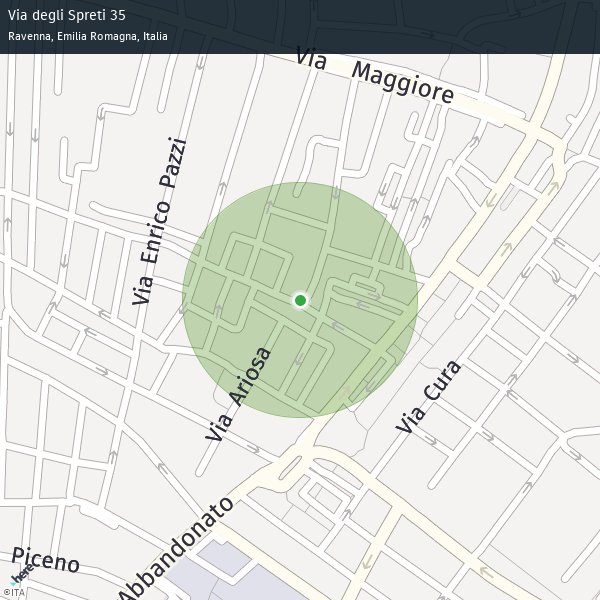 Via degli Spreti 35
Ravenna, Emilia Romagna, Italia
Via Maggiore
Via Enrico Pazzi
Via Ariosa
Via Cura
Abbandonato
Piceno
here
©ITA